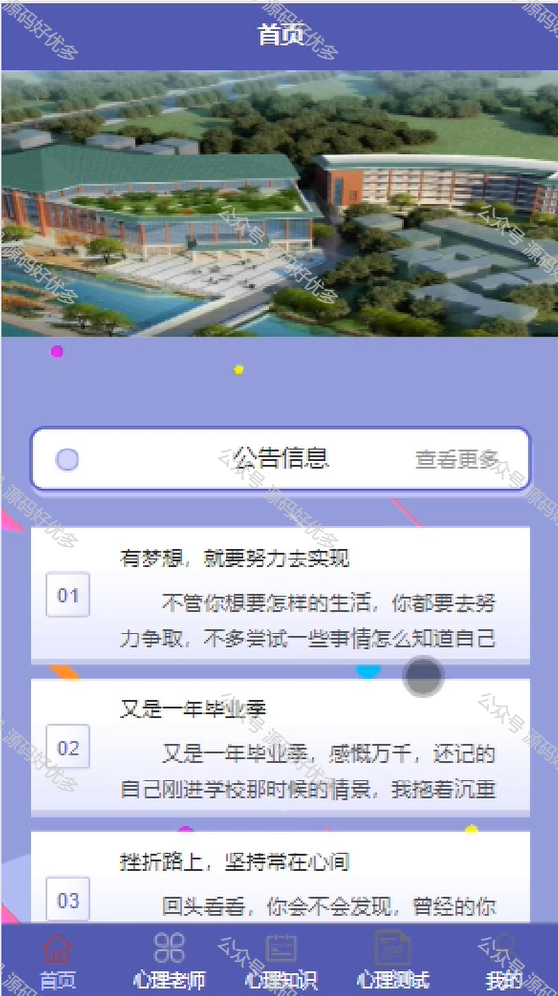 首页
公告信息 查看更多
01
有梦想，就要努力去实现
不管你想要怎样的生活，你都要去努
力争取，不多尝试一些事情怎么知道自己
02
又是一年毕业季
又是一年毕业季，感慨万千，还记的
自己刚进学校那时候的情景，我拖着沉重
03
挫折路上，坚持常在心间
回头看看，你会不会发现，曾经的你
首页 心理老师 心理知识 心理测试 我的
公众号 源码好优多